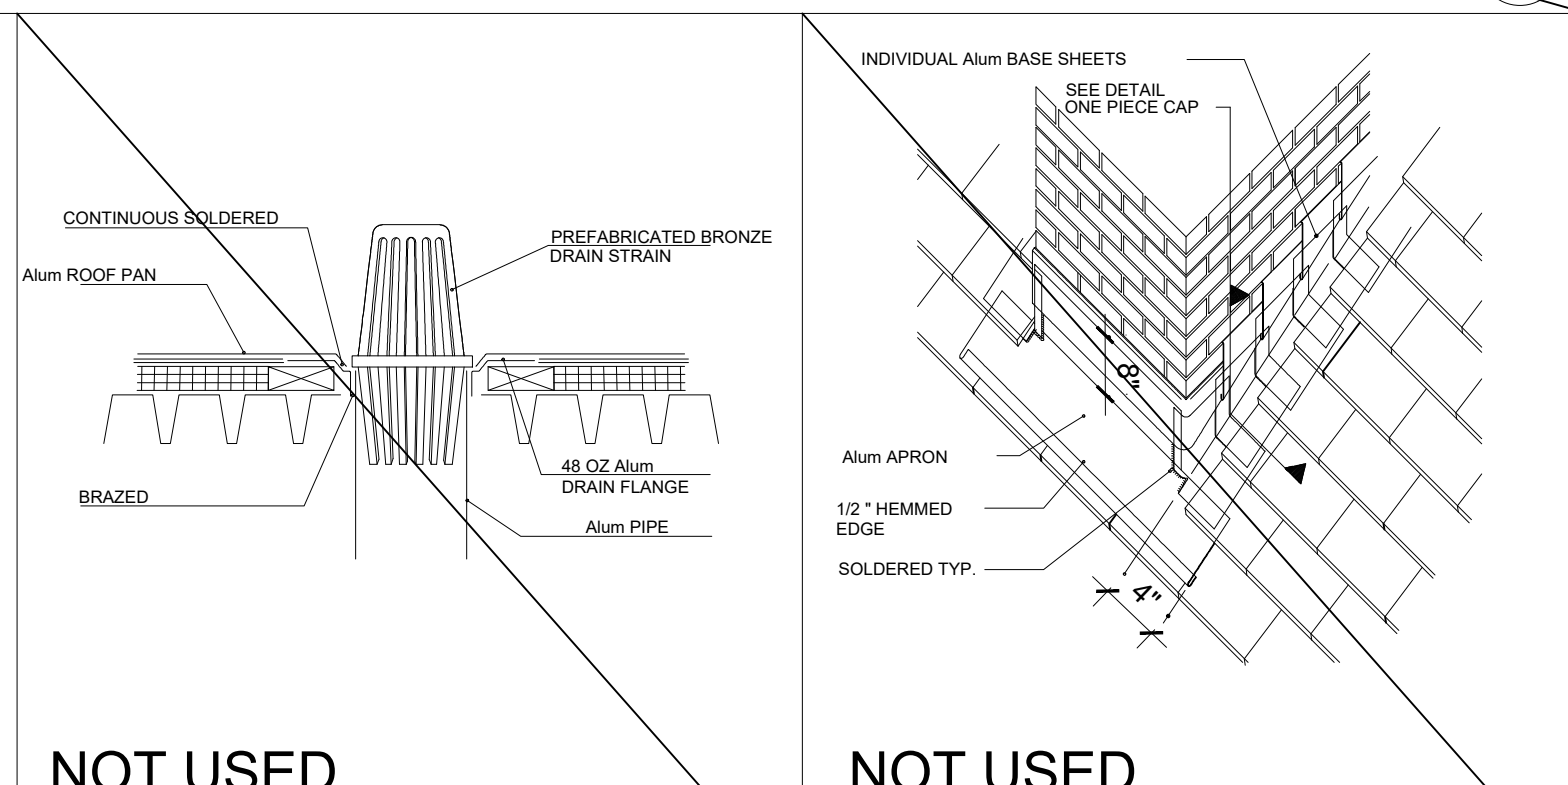 CONTINUOUS SOLDERED
Alum ROOF PAN
PREFABRICATED BRONZE
DRAIN STRAIN
48 OZ Alum
DRAIN FLANGE
BRAZED
Alum PIPE
NOT USED
INDIVIDUAL Alum BASE SHEETS
SEE DETAIL
ONE PIECE CAP
8"
Alum APRON
1/2 " HEMMED
EDGE
SOLDERED TYP.
4"
NOT USED